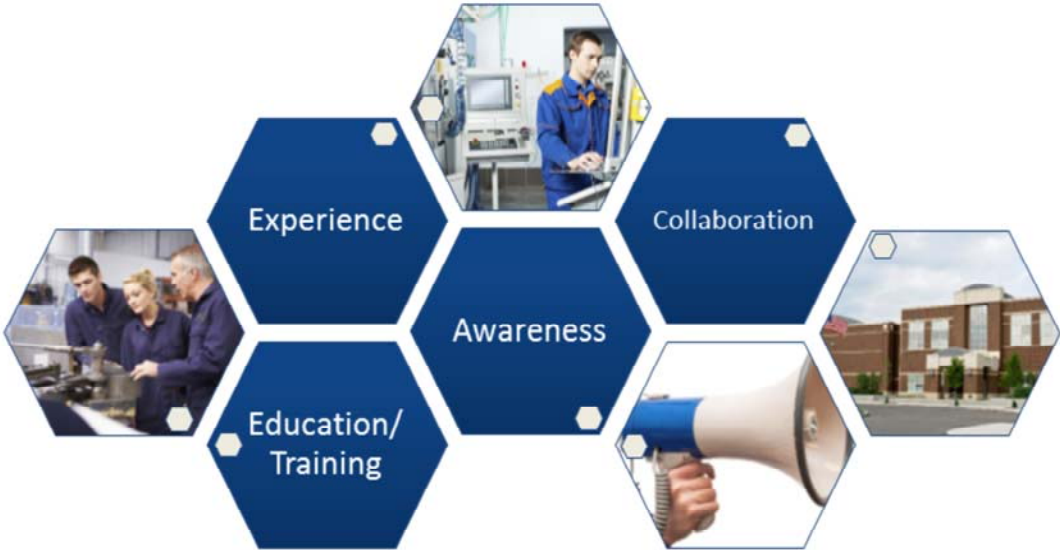 Experience
Collaboration
Awareness
Education/
Training